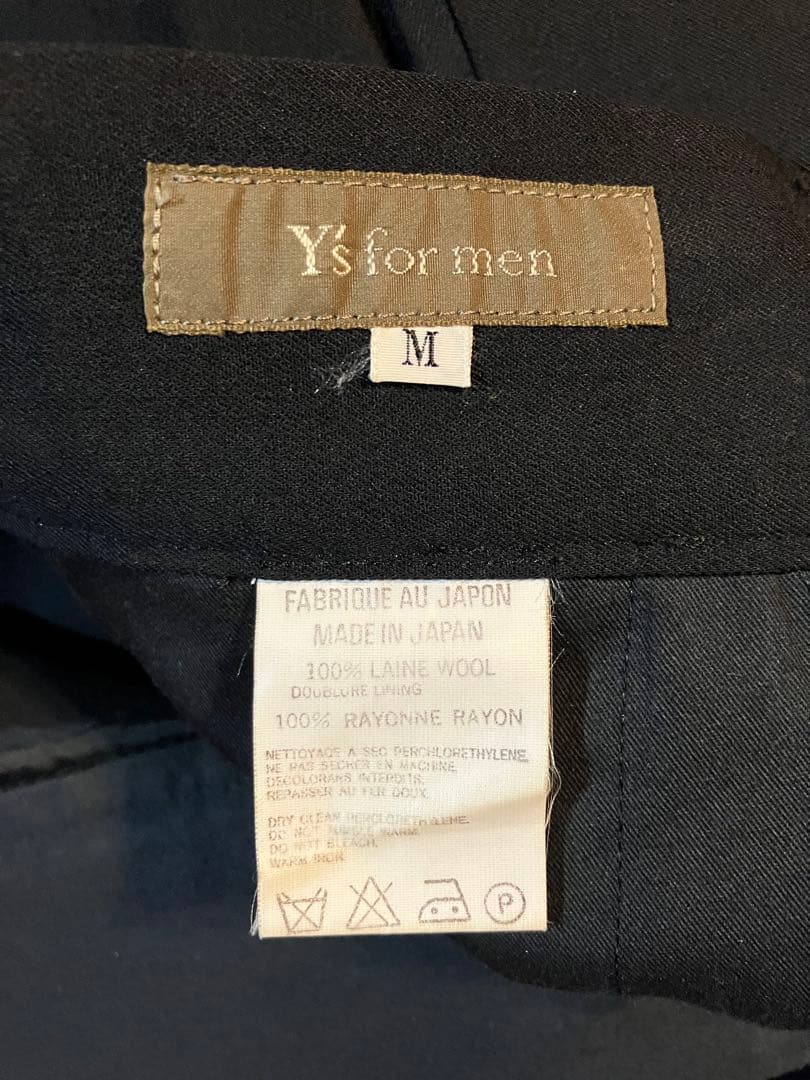 Y's for men
M
FABRIQUE AU JAPON
MADE IN JAPAN
100% LAINE WOOL
DOUBLURE LINING
100% RAYONNE RAYON
NETTOYAGE A SEC PERCHLORETHYLENE
NE PAS SECHER EN MACHINE
DECOLORANS INTERDITS.
REPASSER AU FER DOUX.
DRY CLEAN PERCLORETHYLENE.
DO NOT TUMBLE WARM
DO NOT BLEACH.
WARM IRON
P